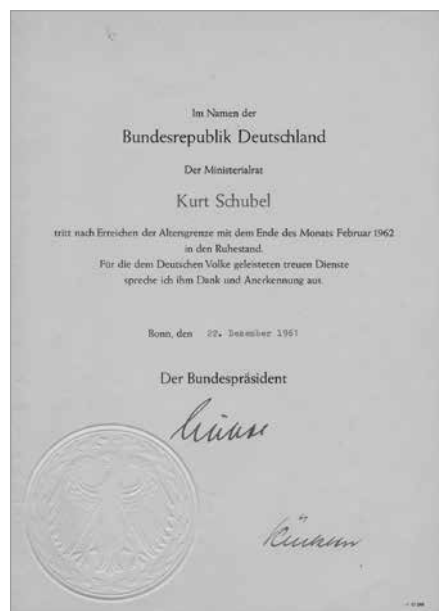 Im Namen der
Bundesrepublik Deutschland
Der Ministerialrat
Kurt Schubel
tritt nach Erreichen der Altersgrenze mit dem Ende des Monats Februar 1962
in den Ruhestand.
Für die dem Deutschen Volke geleisteten treuen Dienste
spreche ich ihm Dank und Anerkennung aus.
Bonn, den 22. Dezember 1961
Der Bundespräsident